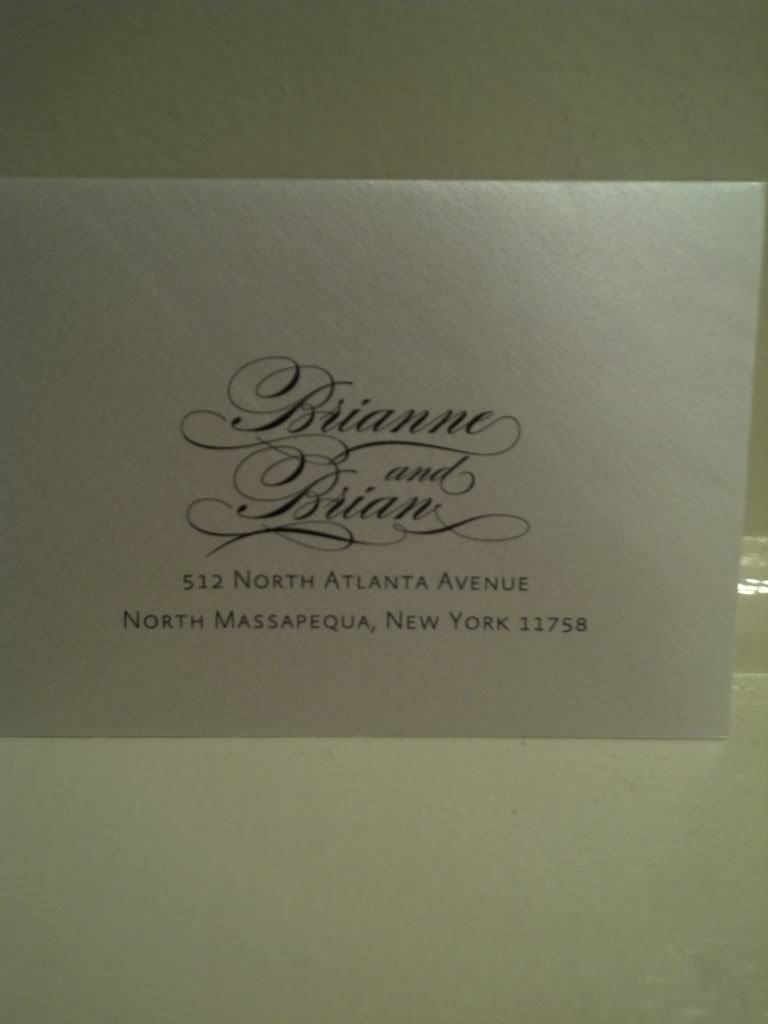 Brianne
and
Brian
512 North Atlanta Avenue
North Massapequa, New York 11758